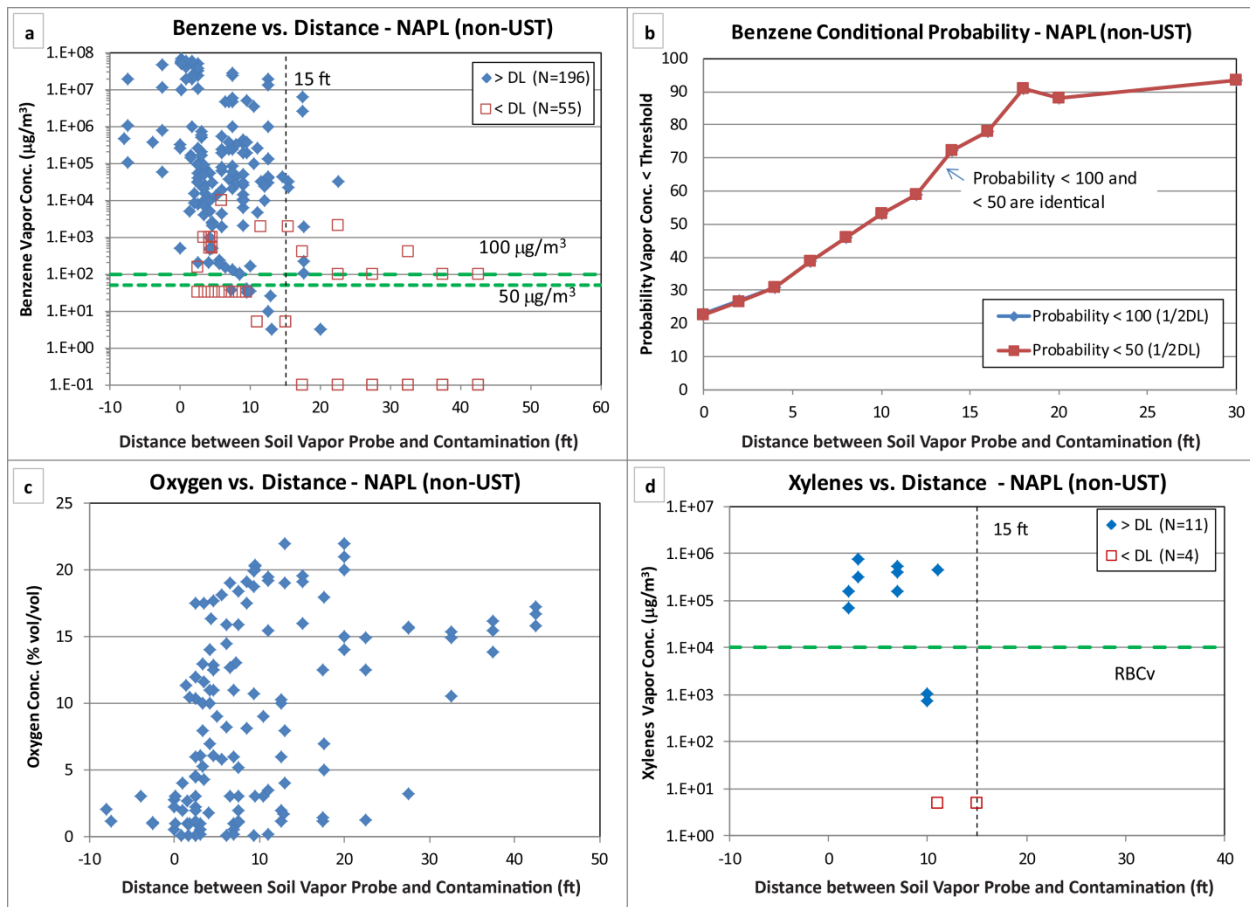 a
Benzene vs. Distance - NAPL (non-UST)
Benzene Vapor Conc. (µg/m³)
1.E+08
1.E+07
1.E+06
1.E+05
1.E+04
1.E+03
1.E+02
1.E+01
1.E+00
1.E-01
15 ft
> DL (N=196)
< DL (N=55)
100 µg/m³
50 µg/m³
-10 0 10 20 30 40 50 60
Distance between Soil Vapor Probe and Contamination (ft)
b
Benzene Conditional Probability - NAPL (non-UST)
Probability Vapor Conc. < Threshold
100
90
80
70
60
50
40
30
20
10
0
Probability < 100 and
< 50 are identical
Probability < 100 (1/2DL)
Probability < 50 (1/2DL)
0 5 10 15 20 25 30
Distance between Soil Vapor Probe and Contamination (ft)
c
Oxygen vs. Distance - NAPL (non-UST)
Oxygen Conc. (% vol/vol)
25
20
15
10
5
0
-10 0 10 20 30 40 50
Distance between Soil Vapor Probe and Contamination (ft)
d
Xylenes vs. Distance - NAPL (non-UST)
Xylenes Vapor Conc. (µg/m³)
1.E+07
1.E+06
1.E+05
1.E+04
1.E+03
1.E+02
1.E+01
1.E+00
15 ft
> DL (N=11)
< DL (N=4)
RBCv
-10 0 10 20 30 40
Distance between Soil Vapor Probe and Contamination (ft)